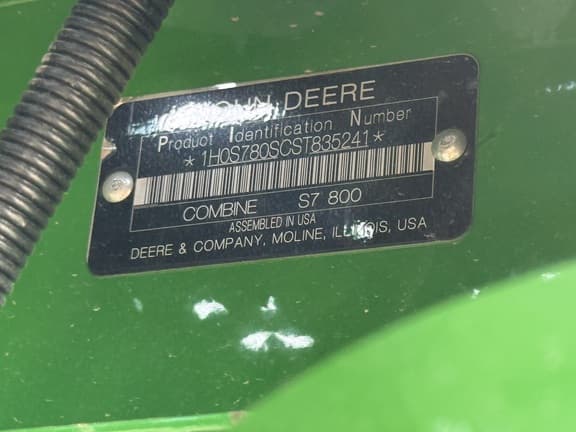 JOHN DEERE
Product Identification Number
*1H0S780SCST835241*
COMBINE S7 800
ASSEMBLED IN USA
DEERE & COMPANY, MOLINE, ILLINOIS, USA